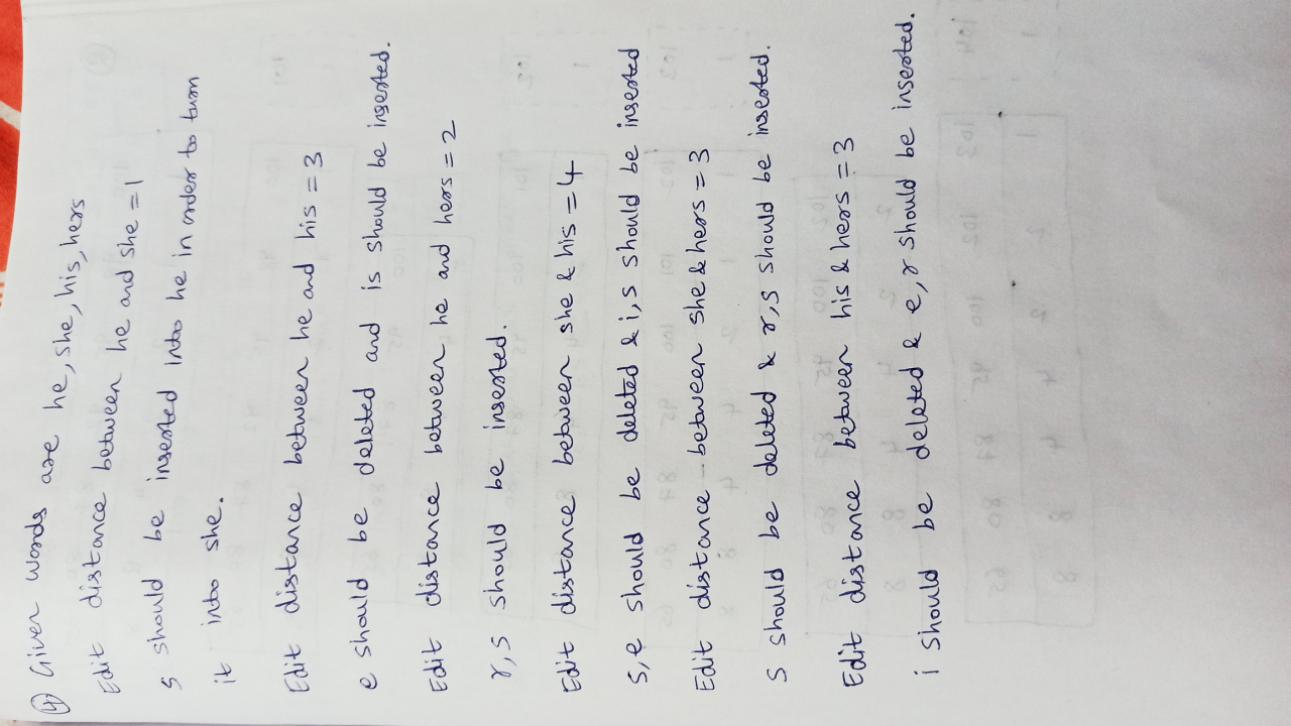 ④ Given words are he, she, his, hers
Edit distance between he and she = 1
s should be inserted into he in order to turn
it into she.
Edit distance between he and his = 3
e should be deleted and is should be inserted.
Edit distance between he and hers = 2
r,s should be inserted.
Edit distance between she & his = 4
s,e should be deleted & i,s should be inserted
Edit distance between she & hers = 3
s should be deleted & r,s should be inserted.
Edit distance between his & hers = 3
i should be deleted & e,r should be inserted.